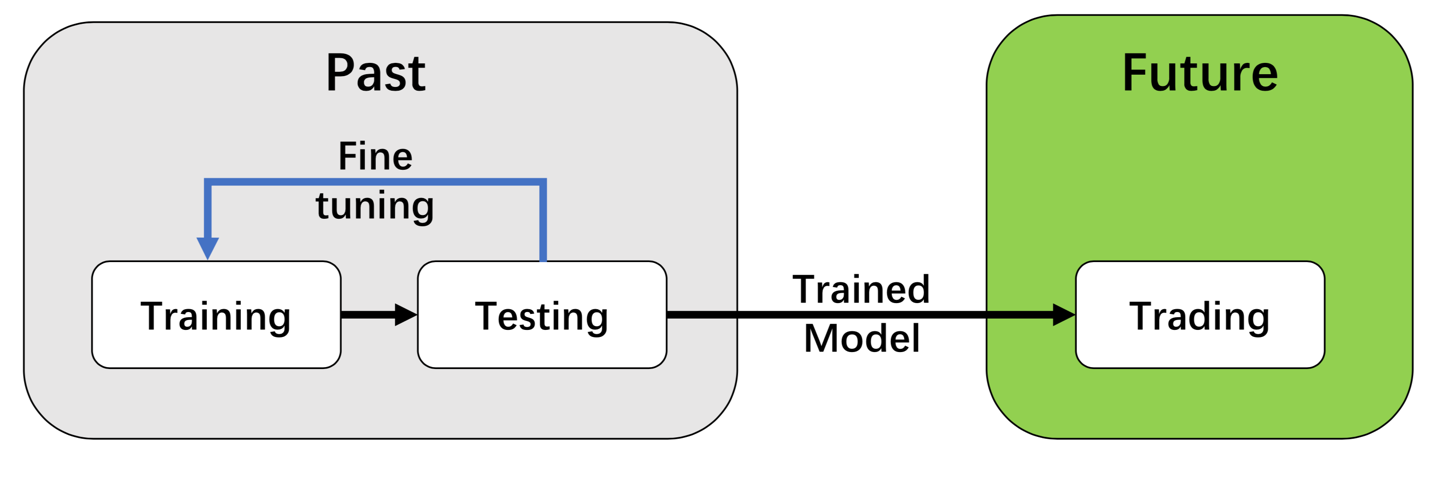 Past
Future
Fine
tuning
Training
Testing
Trained
Model
Trading